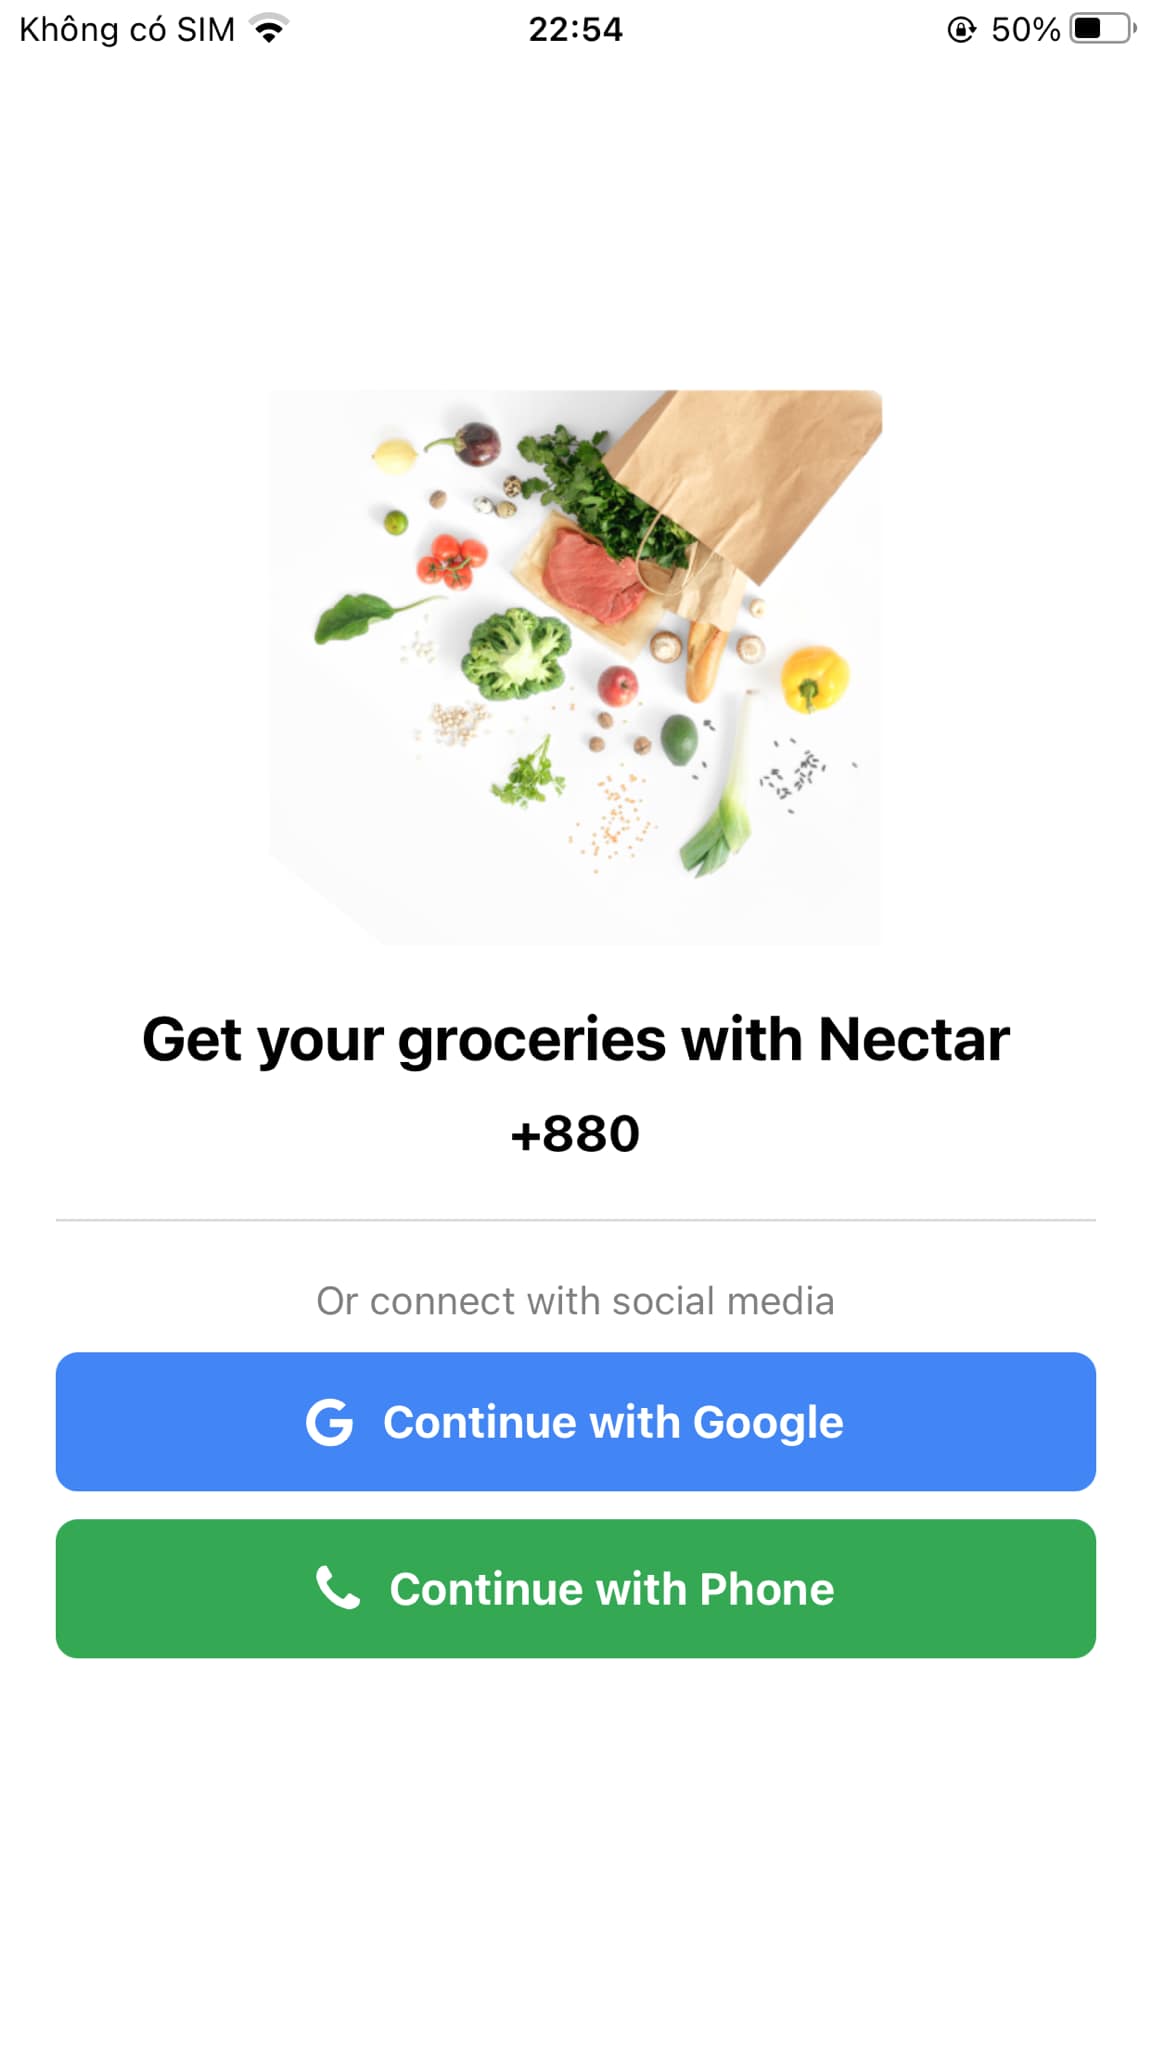 Không có SIM 22:54 50%
Get your groceries with Nectar
+880
Or connect with social media
G Continue with Google
Continue with Phone